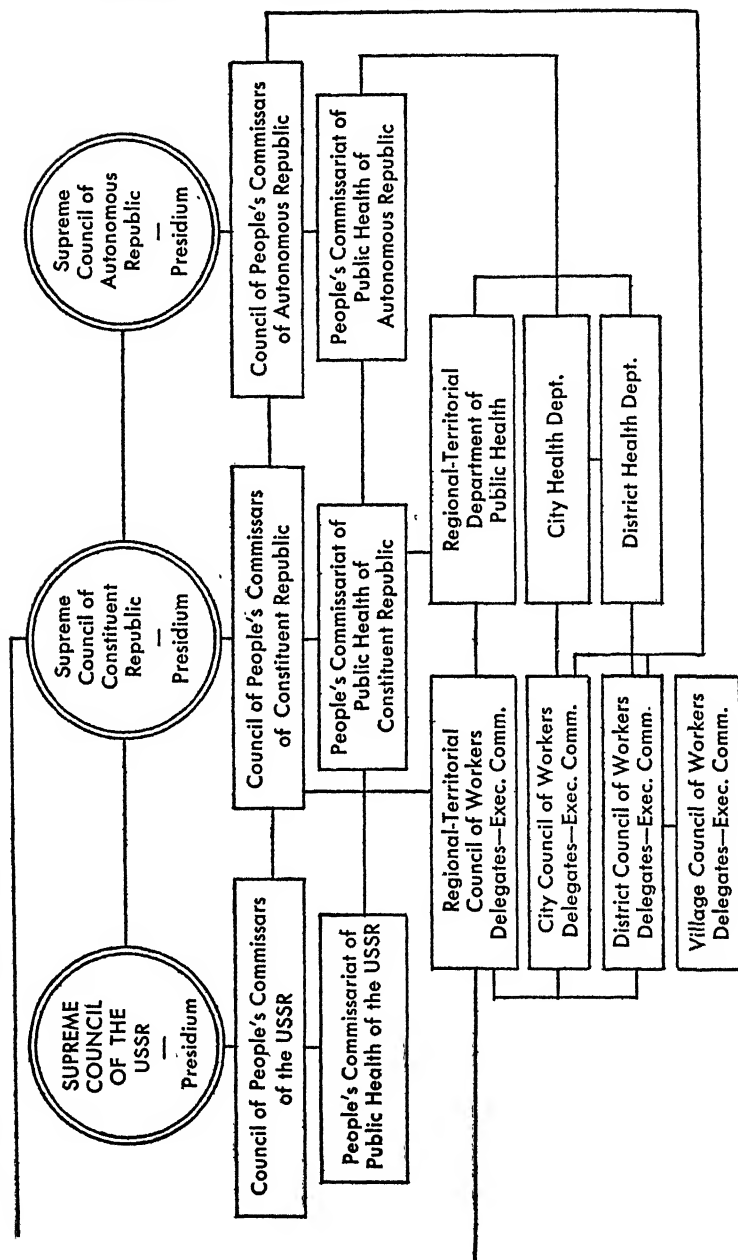 SUPREME
COUNCIL
OF THE
USSR
—
Presidium
Supreme
Council of
Constituent
Republic
—
Presidium
Supreme
Council of
Autonomous
Republic
—
Presidium
Council of People's Commissars
of the USSR
Council of People's Commissars
of Constituent Republic
Council of People's Commissars
of Autonomous Republic
People's Commissariat of
Public Health of the USSR
People's Commissariat of
Public Health of
Constituent Republic
People's Commissariat of
Public Health of
Autonomous Republic
Regional-Territorial
Council of Workers
Delegates—Exec. Comm.
Regional-Territorial
Department of
Public Health
City Council of Workers
Delegates—Exec. Comm.
City Health Dept.
District Council of Workers
Delegates—Exec. Comm.
District Health Dept.
Village Council of Workers
Delegates—Exec. Comm.